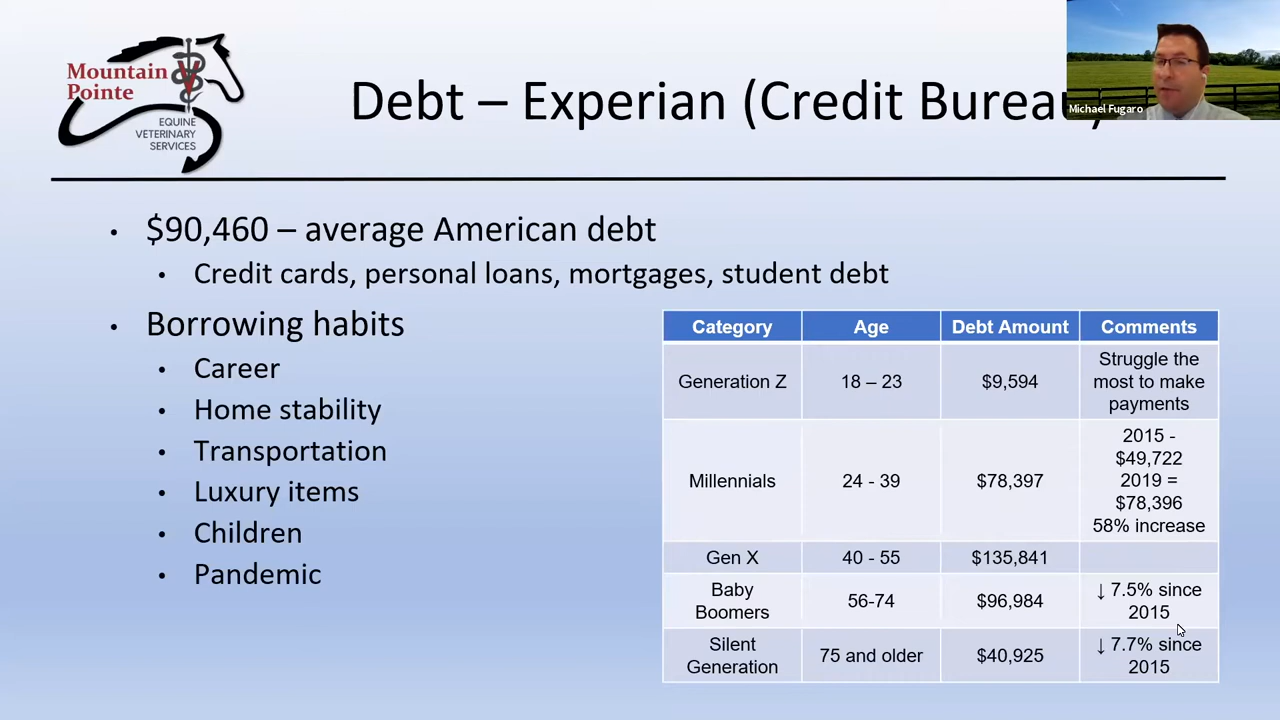 Mountain
Pointe
EQUINE
VETERINARY
SERVICES
Debt – Experian (Credit Bureau)
Michael Fugaro
• $90,460 – average American debt
• Credit cards, personal loans, mortgages, student debt
• Borrowing habits
• Career
• Home stability
• Transportation
• Luxury items
• Children
• Pandemic
Category Age Debt Amount Comments
Generation Z 18 – 23 $9,594 Struggle the
most to make
payments
Millennials 24 - 39 $78,397 2015 -
$49,722
2019 =
$78,396
58% increase
Gen X 40 - 55 $135,841
Baby
Boomers 56-74 $96,984 ↓ 7.5% since
2015
Silent
Generation 75 and older $40,925 ↓ 7.7% since
2015